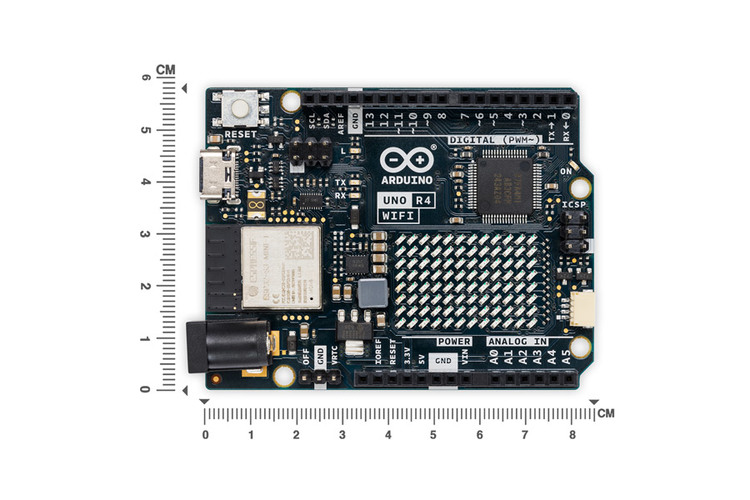 CM
6
5
4
3
2
1
0
RESET
SCL
SDA
AREF
GND
13
12
~11
~10
~9
8
7
~6
~5
4
~3
2
TX→1
RX←0
L
DIGITAL (PWM~)
ARDUINO
®
ON
TX
RX
UNO R4
WIFI
ICSP
POWER
ANALOG IN
OFF
GND
VRTC
IOREF
RESET
3.3V
5V
GND
VIN
A0
A1
A2
A3
A4
A5
0 1 2 3 4 5 6 7 8 CM